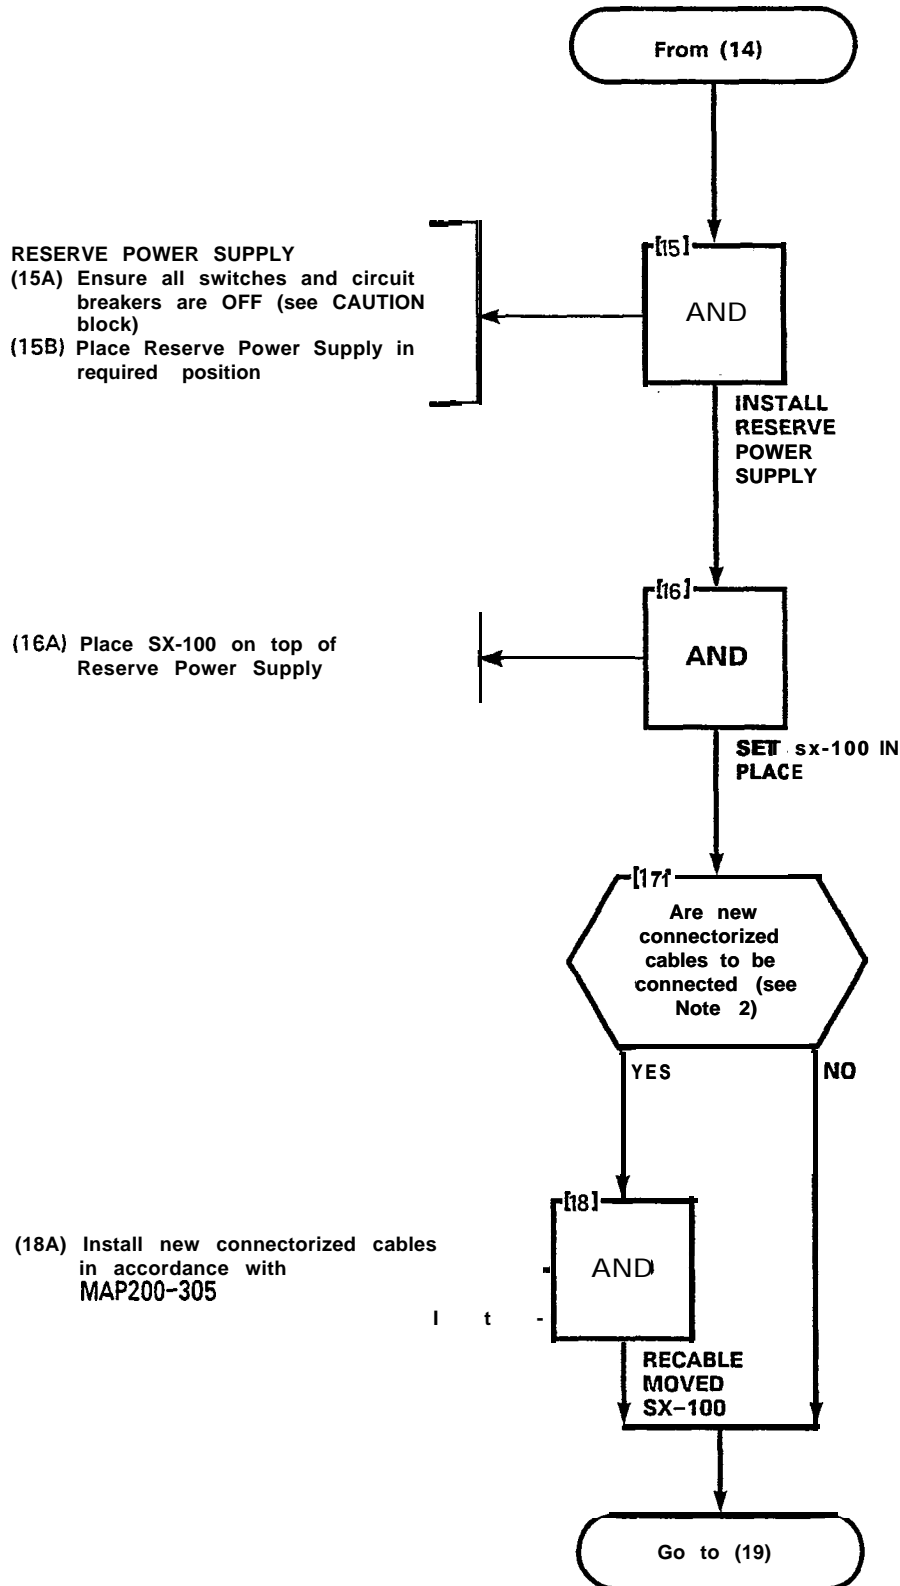 From (14)
RESERVE POWER SUPPLY
(15A) Ensure all switches and circuit
breakers are OFF (see CAUTION
block)
(15B) Place Reserve Power Supply in
required position
[15]
AND
INSTALL
RESERVE
POWER
SUPPLY
(16A) Place SX-100 on top of
Reserve Power Supply
[16]
AND
SET sx-100 IN
PLACE
[17]
Are new
connectorized
cables to be
connected (see
Note 2)
YES
NO
(18A) Install new connectorized cables
in accordance with
MAP200-305
[18]
AND
I t -
RECABLE
MOVED
SX-100
Go to (19)